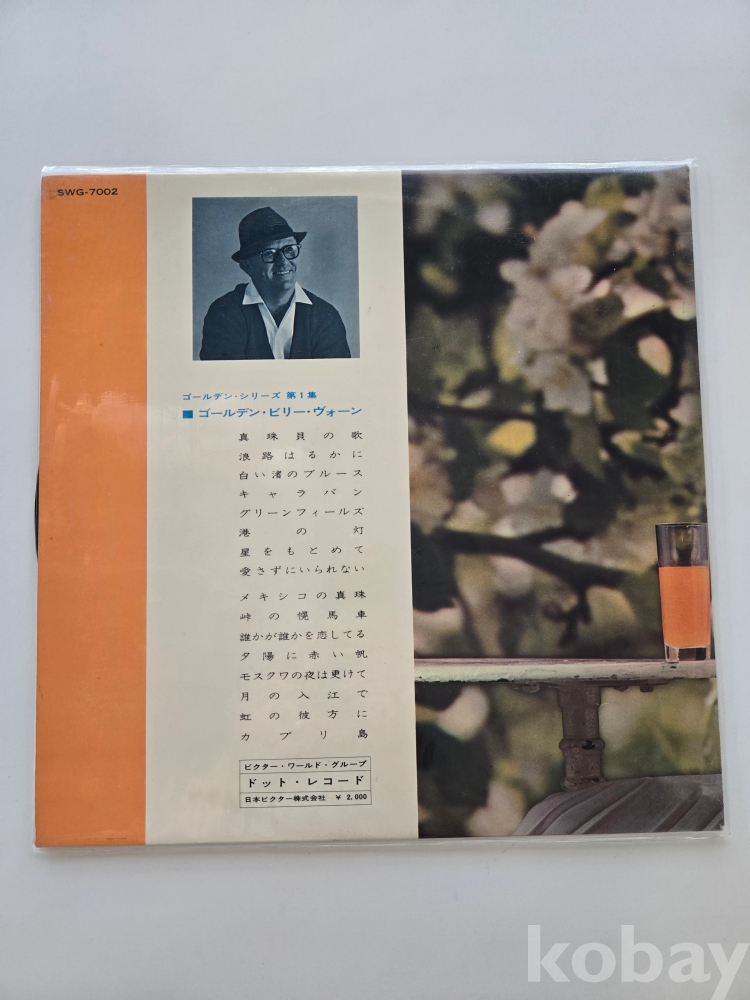 SWG-7002
ゴールデン・シリーズ 第1集
■ ゴールデン・ビリー・ヴォーン
真珠貝の歌
浪路はるかに
白い渚のブルース
キャラバン
グリーンフィールズ
港の灯
星をもとめて
愛さずにいられない
メキシコの真珠
峠の幌馬車
誰かが誰かを恋してる
夕陽に赤い帆
モスクワの夜は更けて
月の入江で
虹の彼方に
カプリ島
ビクター・ワールド・グループ
ドット・レコード
日本ビクター株式会社 ¥2,000
kobay